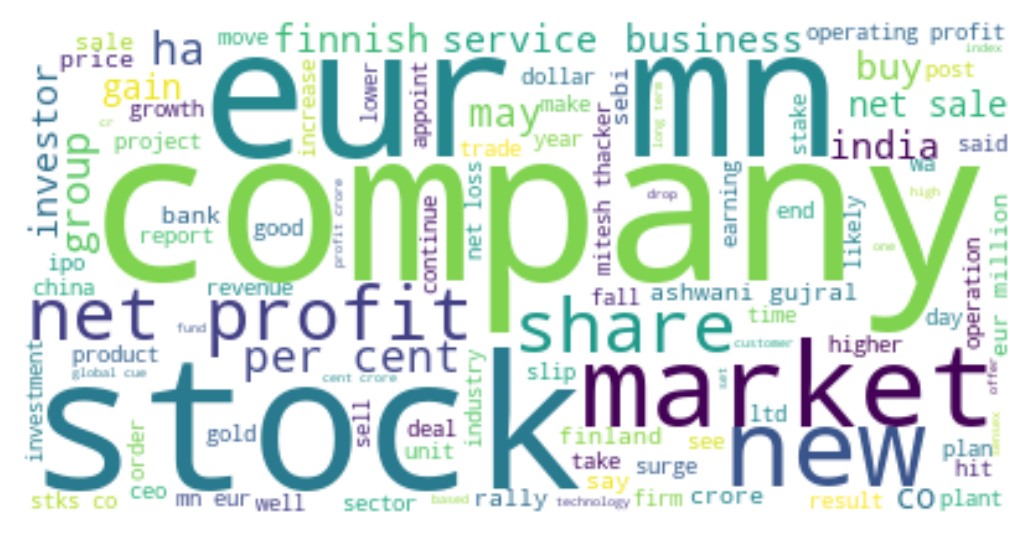 sale
price
ha
move
finnish
service
business
operating profit
index
investor
gain
growth
cr
project
group
eur mn
increase
lower
appoint
dollar
may
make
trade
year
thacker
mitesh
sebi
long term
stake
buy
post
net sale
india
said
wa
high
company
bank
report
good
profit crore
continue
net loss
drop
earning
end
likely
one
ipo
china
revenue
net profit
fund
per cent
fall
ashwani gujral
share
time
customer
day
operation
eur million
higher
investment
product
global cue
cent crore
industry
slip
set
market
offer
stock
order
gold
sell
deal
unit
finland
see
ltd
new
sensex
plan
hit
take
surge
say
stks co
ceo
mn eur
well
sector
based
rally
technology
firm
crore
result
co
plant